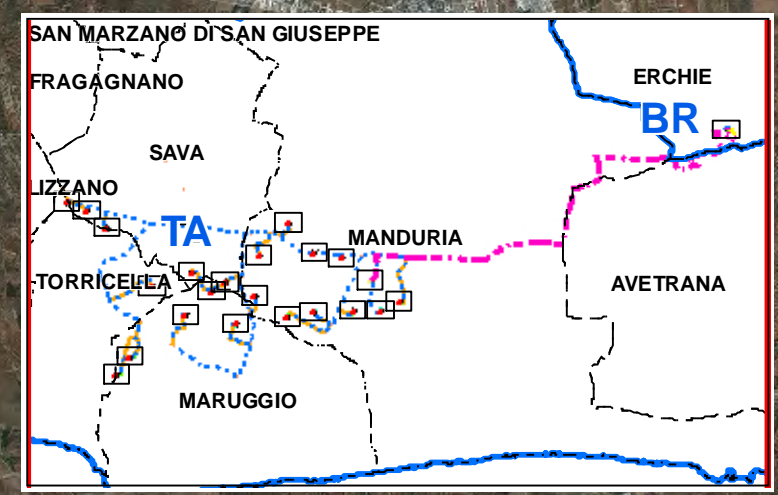 SAN MARZANO DI SAN GIUSEPPE
FRAGAGNANO
ERCHIE
BR
SAVA
LIZZANO
TA
MANDURIA
TORRICELLA
AVETRANA
MARUGGIO